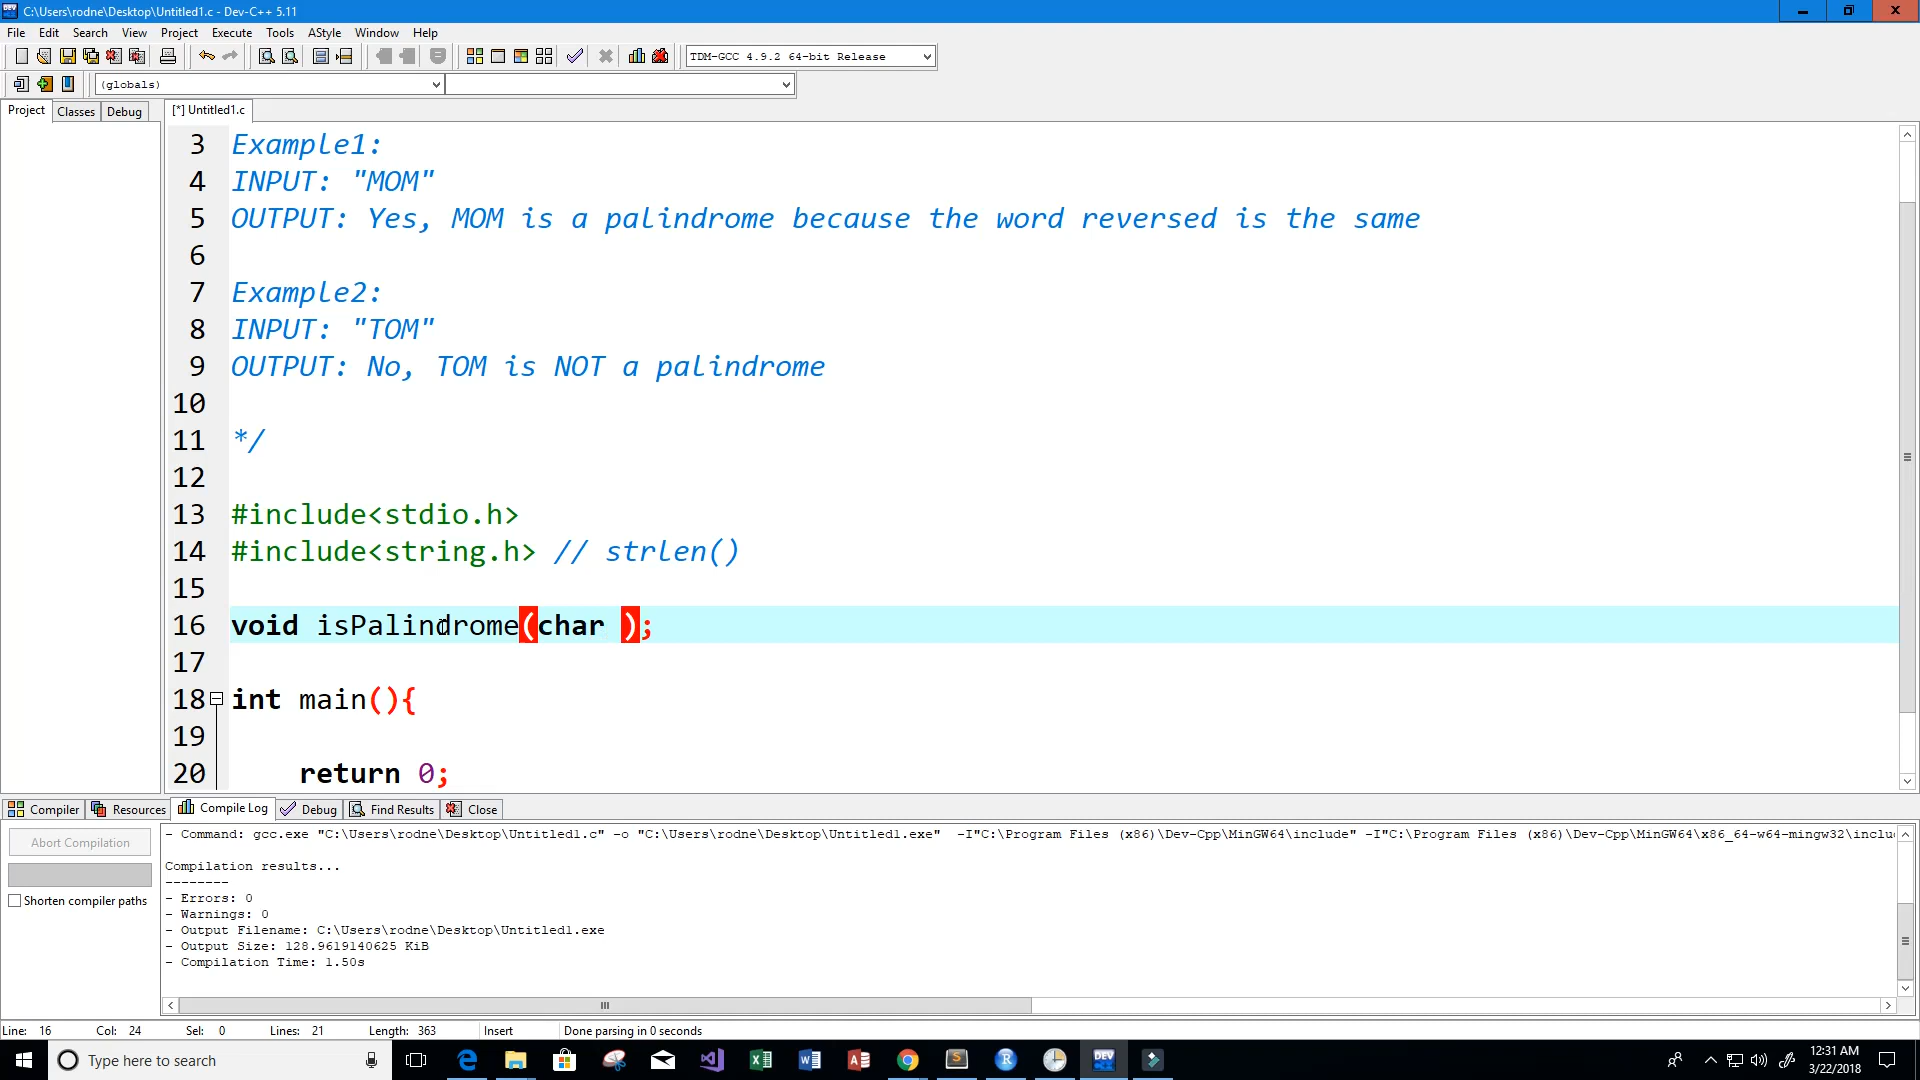 C:\Users\rodne\Desktop\Untitled1.c - Dev-C++ 5.11
File Edit Search View Project Execute Tools AStyle Window Help
TDM-GCC 4.9.2 64-bit Release
(globals)
Project Classes Debug [*] Untitled1.c
3 Example1:
4 INPUT: "MOM"
5 OUTPUT: Yes, MOM is a palindrome because the word reversed is the same
6
7 Example2:
8 INPUT: "TOM"
9 OUTPUT: No, TOM is NOT a palindrome
10
11 */
12
13 #include<stdio.h>
14 #include<string.h> // strlen()
15
16 void isPalindrome(char );
17
18 int main(){
19
20 return 0;
Compiler Resources Compile Log Debug Find Results Close
Abort Compilation
Shorten compiler paths
- Command: gcc.exe "C:\Users\rodne\Desktop\Untitled1.c" -o "C:\Users\rodne\Desktop\Untitled1.exe" -I"C:\Program Files (x86)\Dev-Cpp\MinGW64\include" -I"C:\Program Files (x86)\Dev-Cpp\MinGW64\x86_64-w64-mingw32\inclu
Compilation results...
--------
- Errors: 0
- Warnings: 0
- Output Filename: C:\Users\rodne\Desktop\Untitled1.exe
- Output Size: 128.9619140625 KiB
- Compilation Time: 1.50s
Line: 16 Col: 24 Sel: 0 Lines: 21 Length: 363 Insert Done parsing in 0 seconds
Type here to search
DEV
12:31 AM
3/22/2018